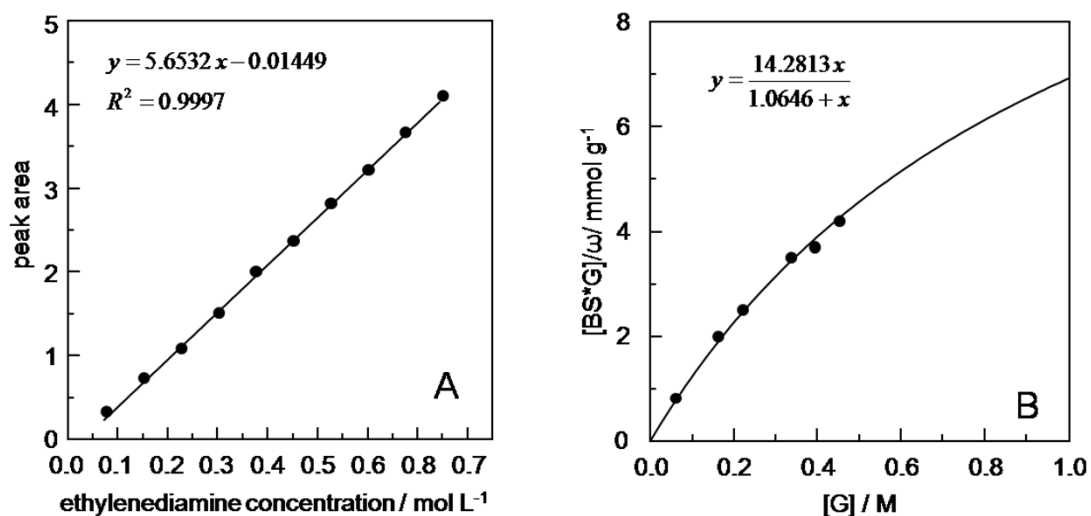 5
4
3
2
1
0
y = 5.6532 x − 0.01449
R² = 0.9997
A
peak area
0.0 0.1 0.2 0.3 0.4 0.5 0.6 0.7
ethylenediamine concentration / mol L⁻¹
8
6
4
2
0
y = 14.2813x
1.0646 + x
B
[BS*G]/ω/ mmol g⁻¹
0.0 0.2 0.4 0.6 0.8 1.0
[G] / M